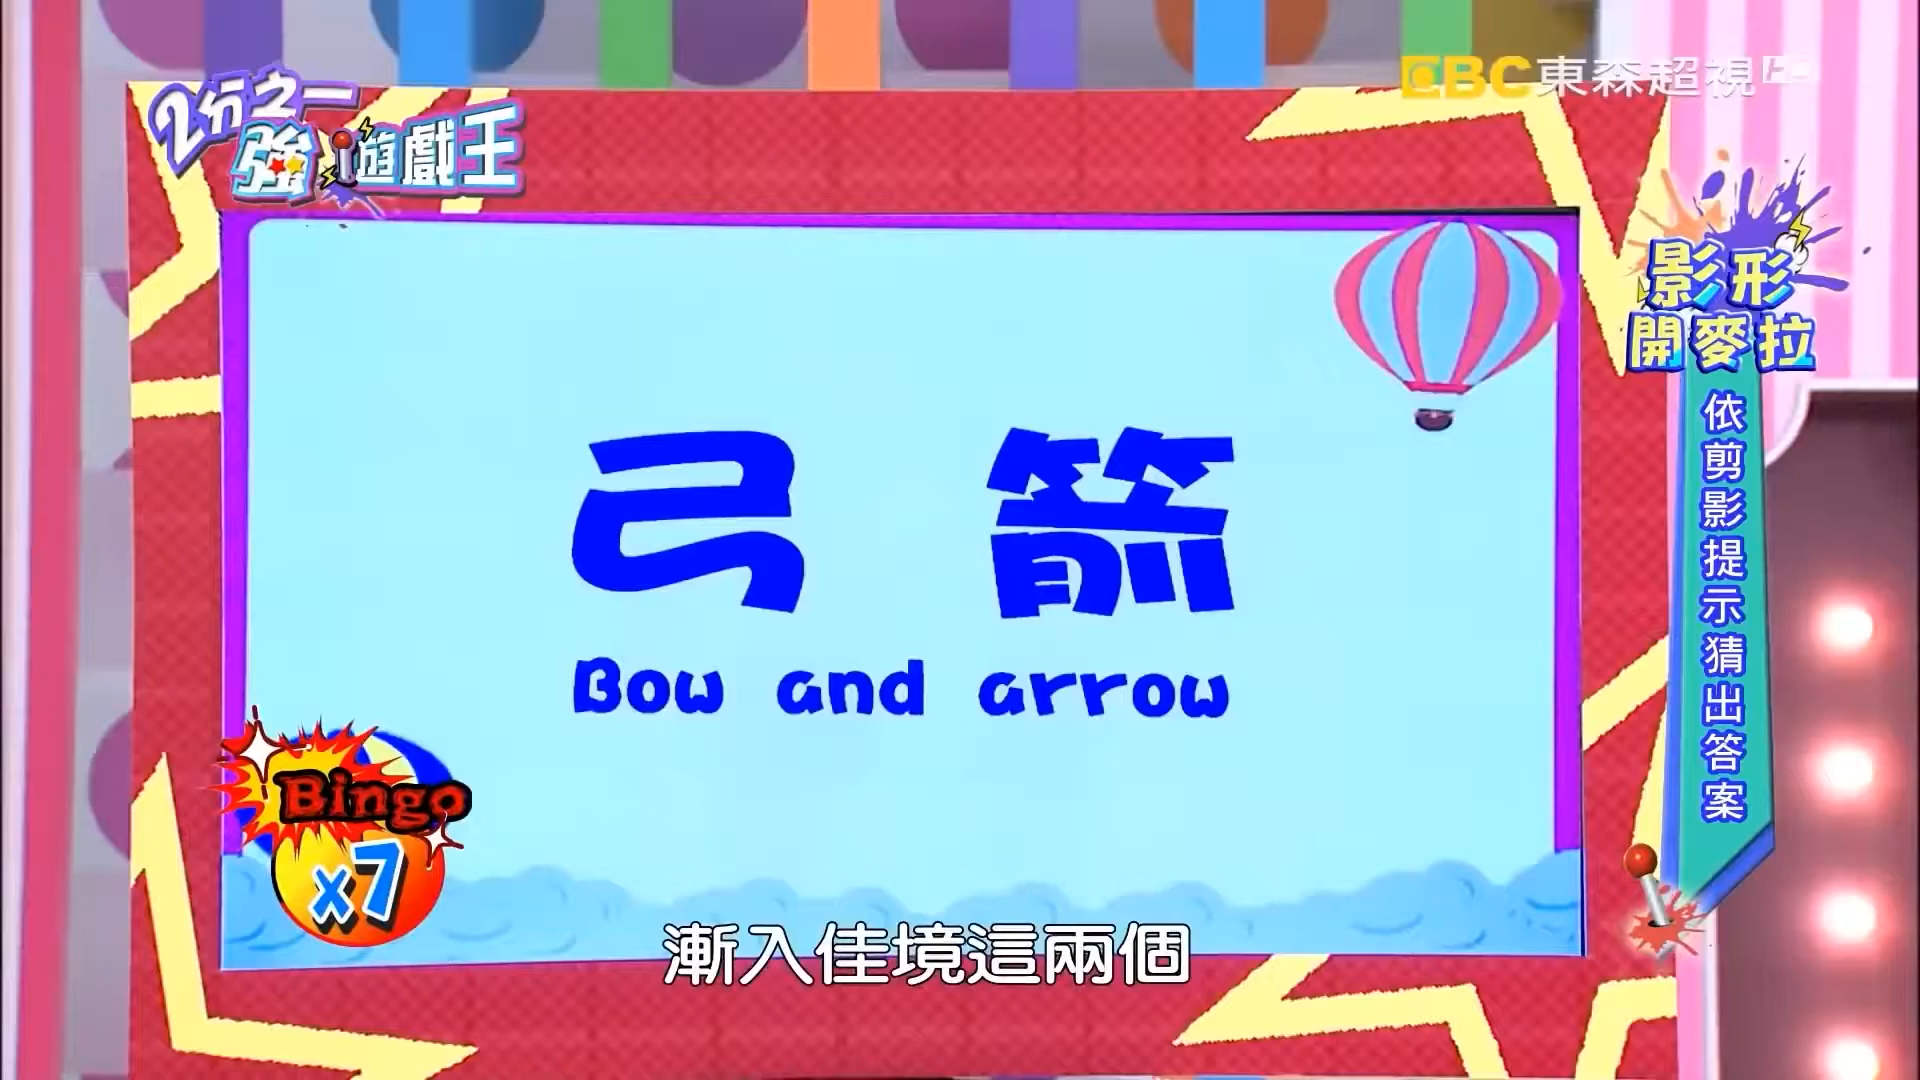 2分之一
強遊戲王
EBC東森超視
影形
開麥拉
依剪影提示猜出答案
弓箭
Bow and arrow
Bingo
x7
漸入佳境這兩個